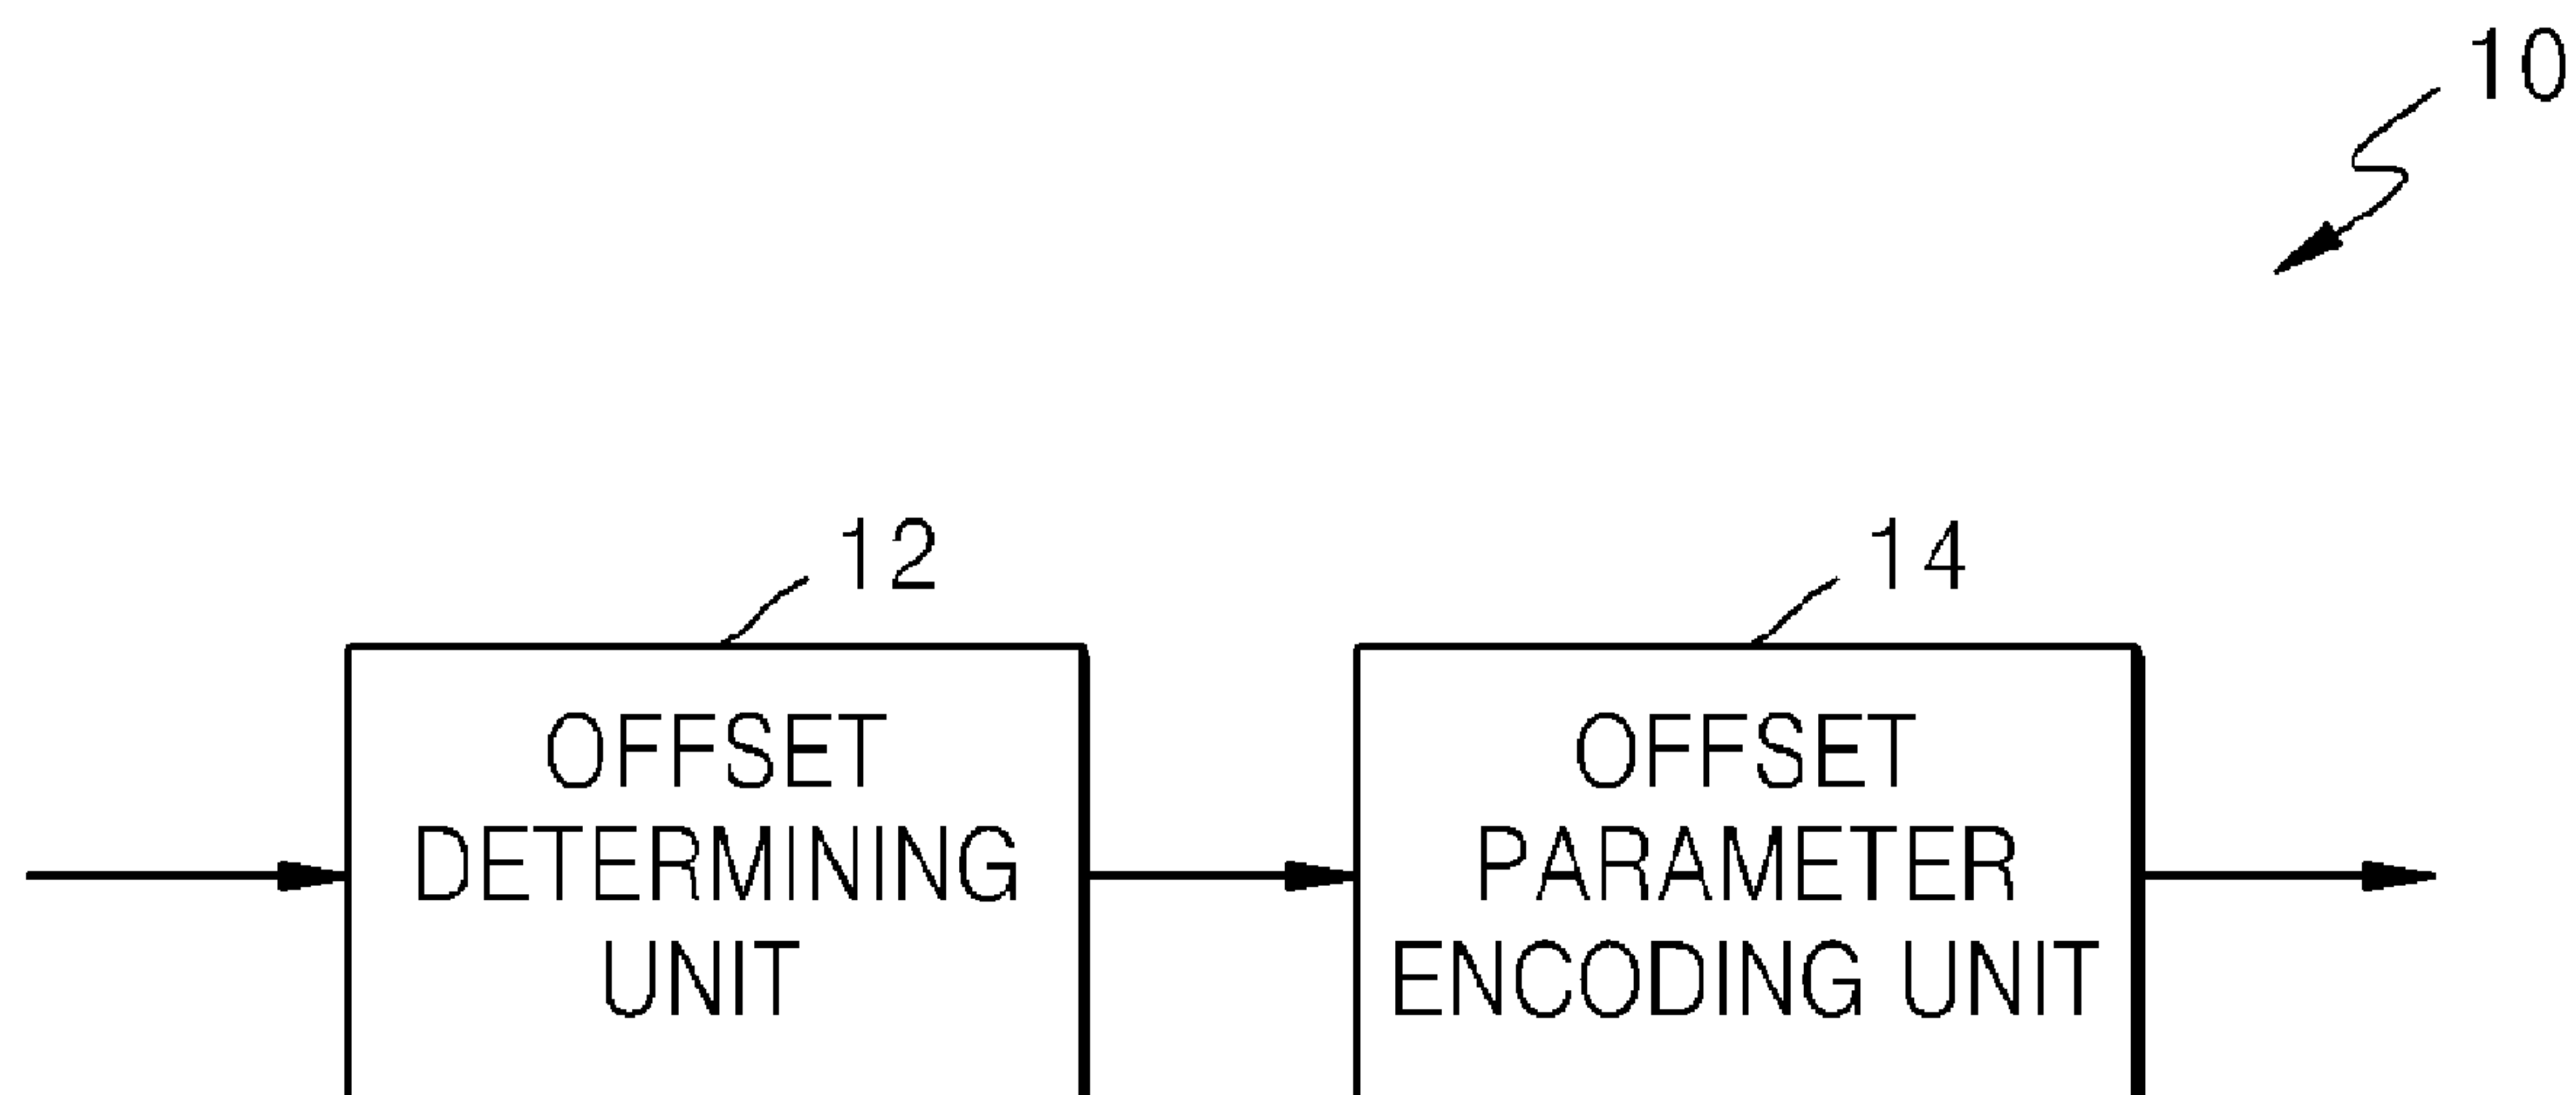 10
12
14
OFFSET
DETERMINING
UNIT
OFFSET
PARAMETER
ENCODING UNIT